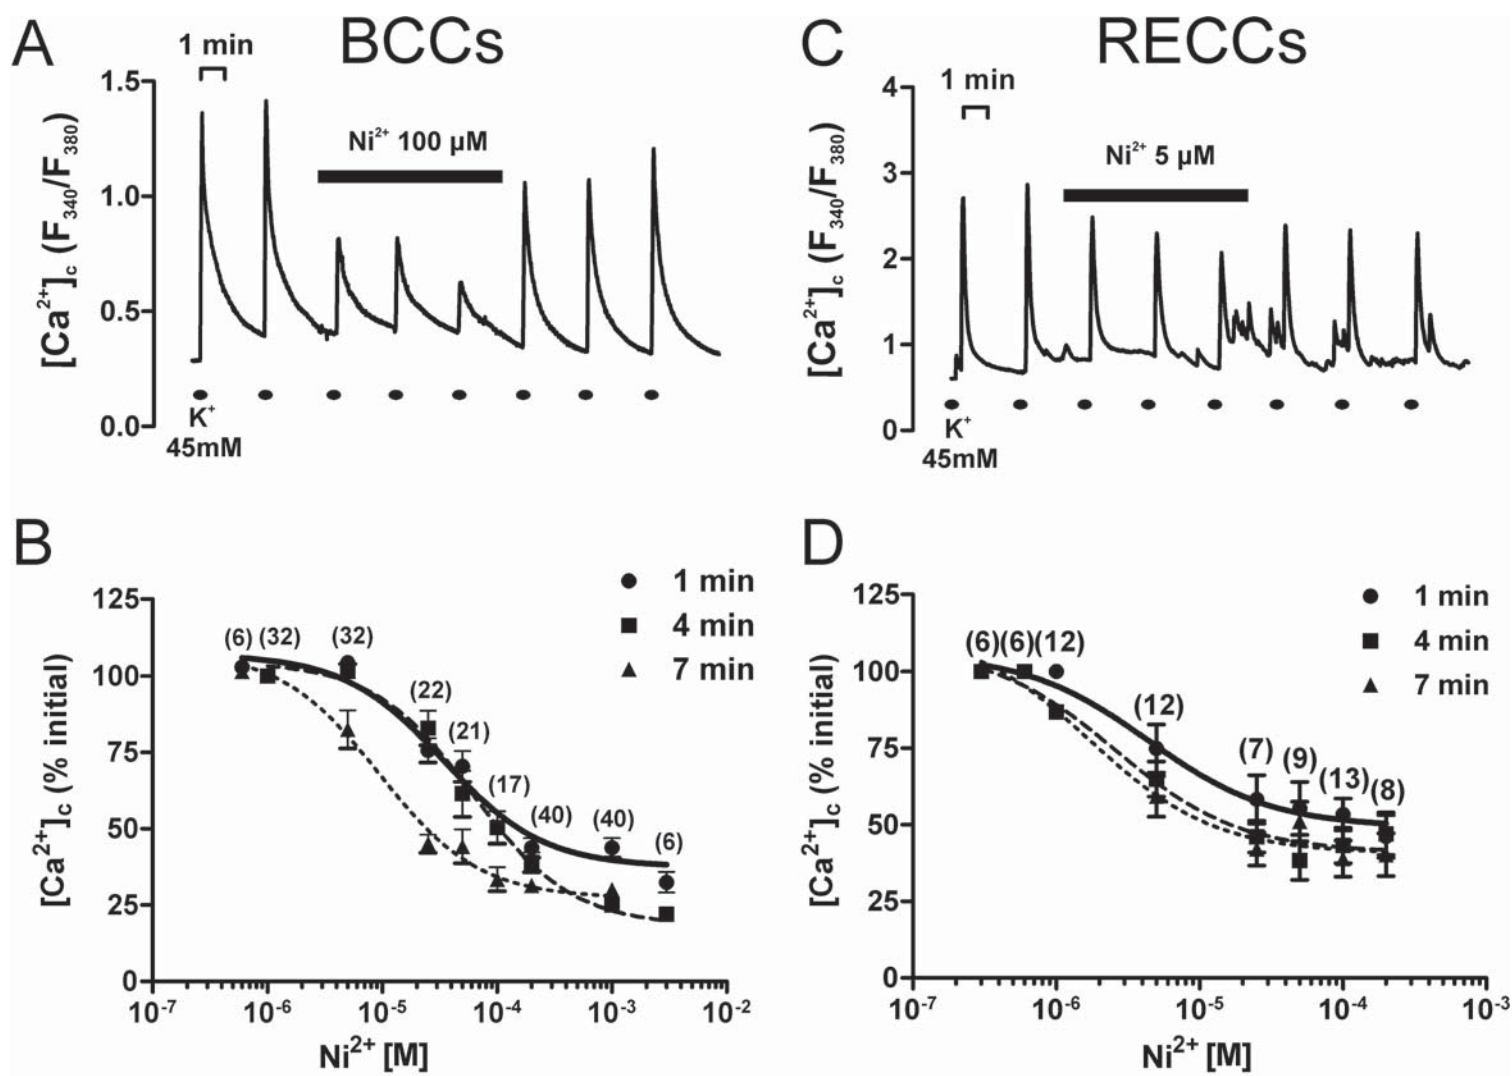 A
BCCs
1 min
[Ca²⁺]c (F340/F380)
1.5
1.0
0.5
0.0
Ni²⁺ 100 µM
K⁺
45mM
C
RECCs
1 min
[Ca²⁺]c (F340/F380)
4
3
2
1
0
Ni²⁺ 5 µM
K⁺
45mM
B
1 min
4 min
7 min
[Ca²⁺]c (% initial)
125
100
75
50
25
0
(6) (32) (32)
(22)
(21)
(17)
(40) (40)
(6)
10⁻⁷ 10⁻⁶ 10⁻⁵ 10⁻⁴ 10⁻³ 10⁻²
Ni²⁺ [M]
D
1 min
4 min
7 min
[Ca²⁺]c (% initial)
125
100
75
50
25
0
(6)(6)(12)
(12)
(7) (9) (13) (8)
10⁻⁷ 10⁻⁶ 10⁻⁵ 10⁻⁴ 10⁻³
Ni²⁺ [M]